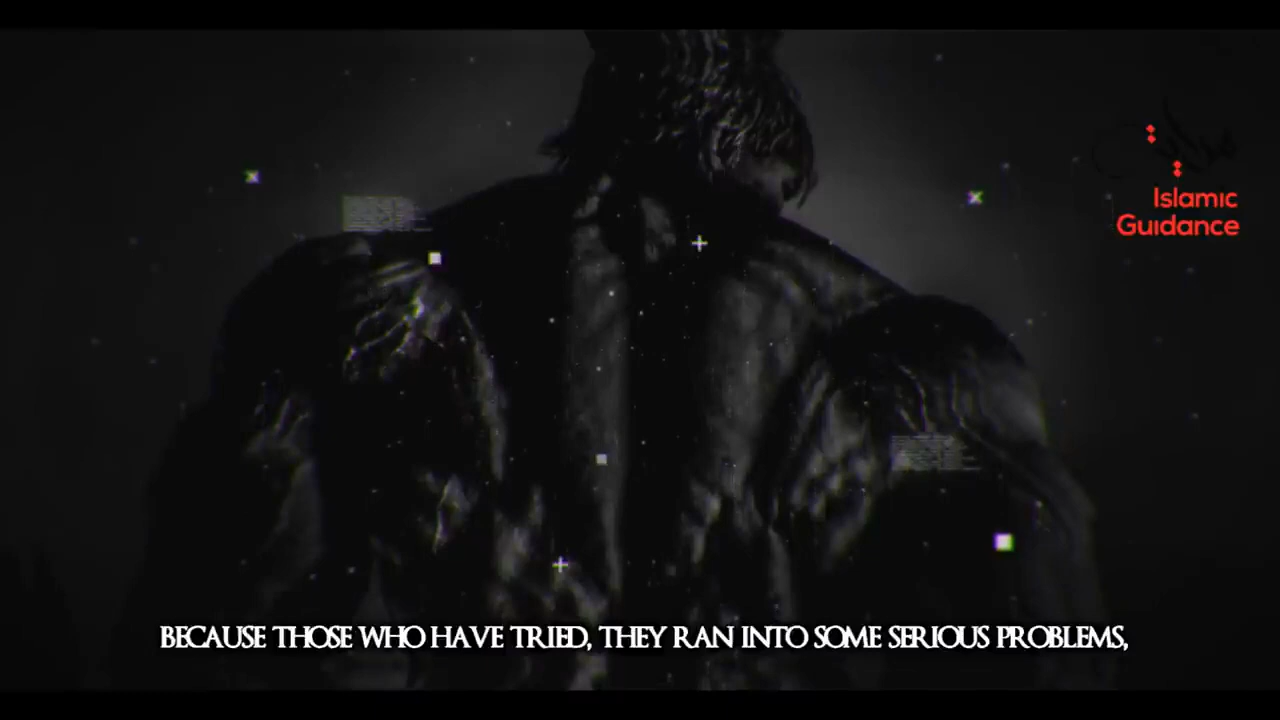 Islamic
Guidance
BECAUSE THOSE WHO HAVE TRIED, THEY RAN INTO SOME SERIOUS PROBLEMS,